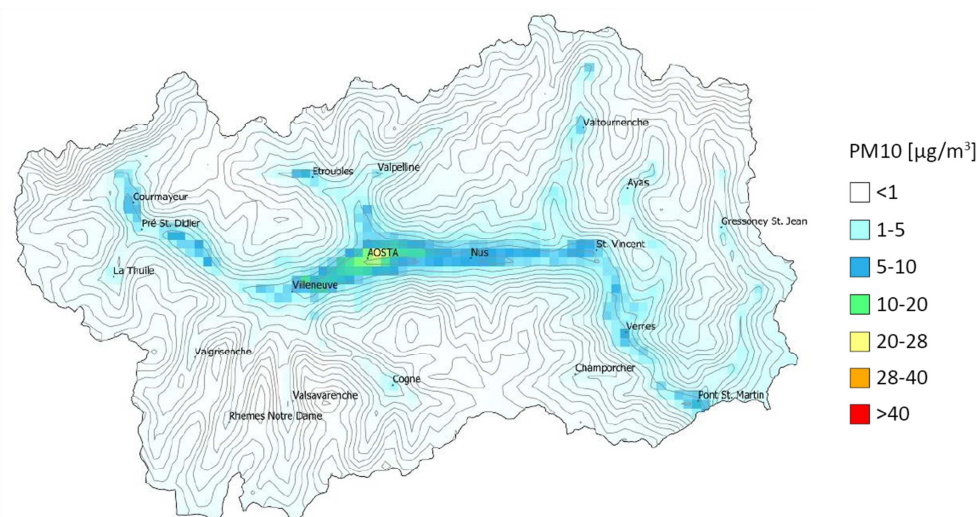 Valtournenche
Etroubles
Valpelline
Ayas
Courmayeur
Pré St. Didier
Gressoney St. Jean
AOSTA
Nus
St. Vincent
La Thuile
Villeneuve
Verres
Valgrisenche
Champorcher
Cogne
Valsavarenche
Pont St. Martin
Rhemes Notre Dame
PM10 [µg/m³]
<1
1-5
5-10
10-20
20-28
28-40
>40